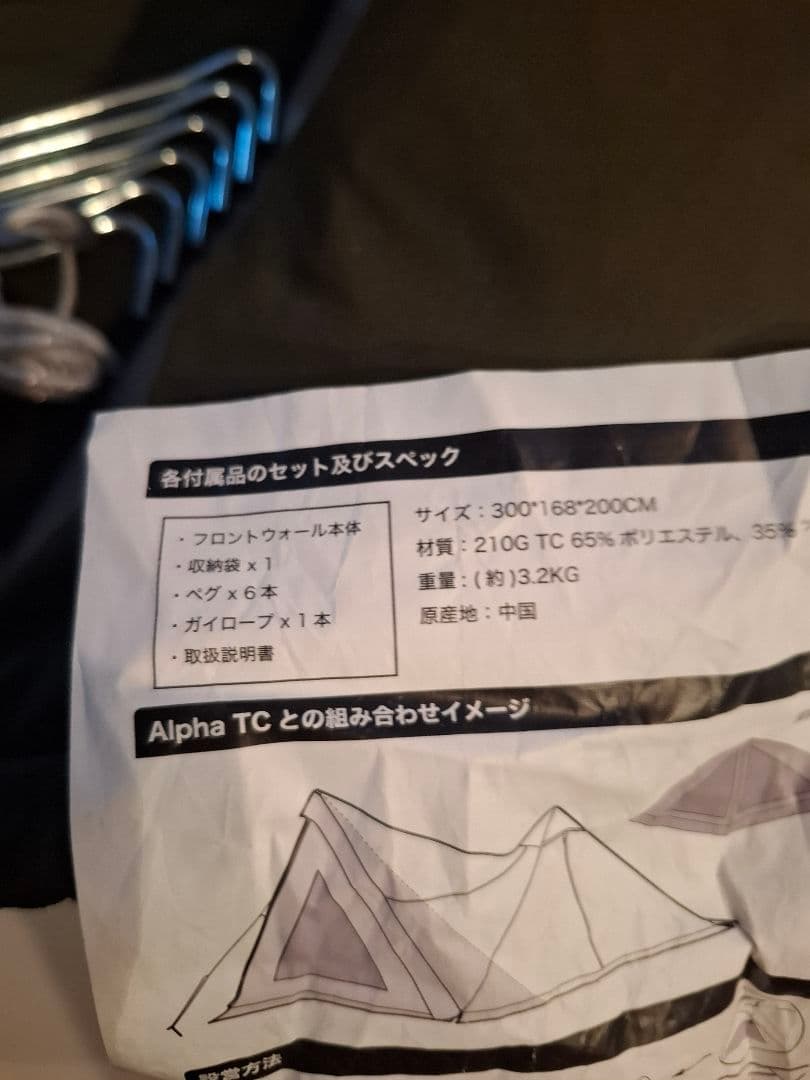 各付属品のセット及びスペック
・フロントウォール本体
・収納袋 x 1
・ペグ x 6 本
・ガイロープ x 1 本
・取扱説明書
サイズ：300*168*200CM
材質：210G TC 65% ポリエステル、35%
重量：(約)3.2KG
原産地：中国
Alpha TC との組み合わせイメージ
設営方法